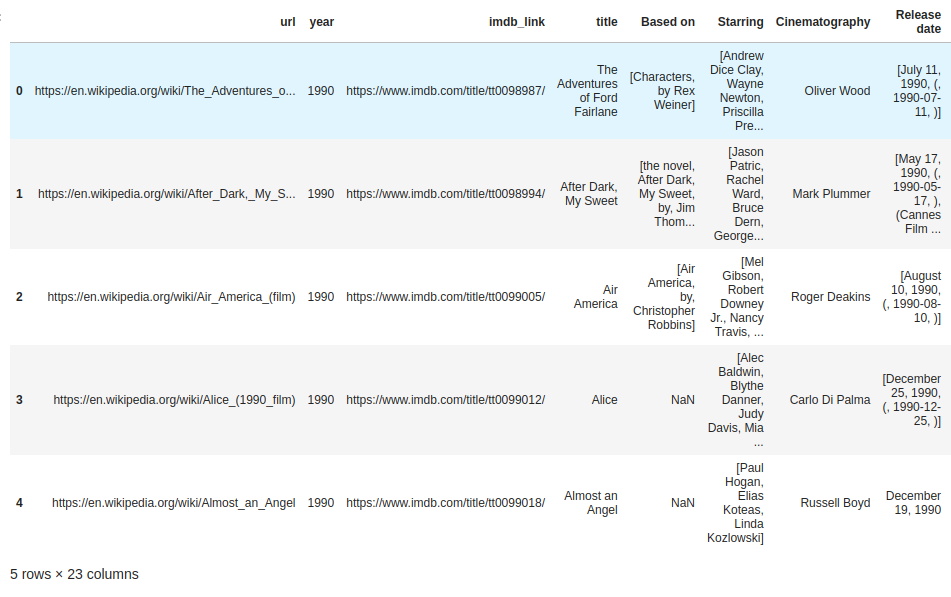 url year imdb_link title Based on Starring Cinematography Release date
0 https://en.wikipedia.org/wiki/The_Adventures_o... 1990 https://www.imdb.com/title/tt0098987/ The Adventures of Ford Fairlane [Characters, by Rex Weiner] [Andrew Dice Clay, Wayne Newton, Priscilla Pre... Oliver Wood [July 11, 1990, (, 1990-07-11, )]
1 https://en.wikipedia.org/wiki/After_Dark,_My_S... 1990 https://www.imdb.com/title/tt0098994/ After Dark, My Sweet [the novel, After Dark, My Sweet, by, Jim Thom... [Jason Patric, Rachel Ward, Bruce Dern, George... Mark Plummer [May 17, 1990, (, 1990-05-17, ), (Cannes Film ...
2 https://en.wikipedia.org/wiki/Air_America_(film) 1990 https://www.imdb.com/title/tt0099005/ Air America [Air America, by, Christopher Robbins] [Mel Gibson, Robert Downey Jr., Nancy Travis, ... Roger Deakins [August 10, 1990, (, 1990-08-10, )]
3 https://en.wikipedia.org/wiki/Alice_(1990_film) 1990 https://www.imdb.com/title/tt0099012/ Alice NaN [Alec Baldwin, Blythe Danner, Judy Davis, Mia ... Carlo Di Palma [December 25, 1990, (, 1990-12-25, )]
4 https://en.wikipedia.org/wiki/Almost_an_Angel 1990 https://www.imdb.com/title/tt0099018/ Almost an Angel NaN [Paul Hogan, Elias Koteas, Linda Kozlowski] Russell Boyd December 19, 1990
5 rows × 23 columns